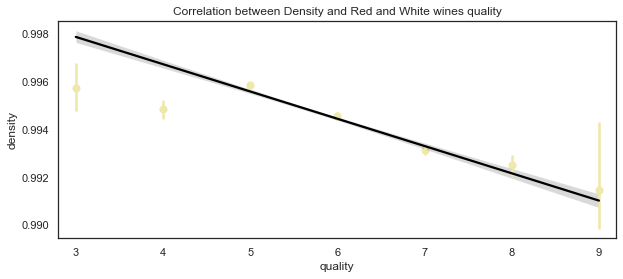 Correlation between Density and Red and White wines quality
0.998
0.996
0.994
0.992
0.990
density
3 4 5 6 7 8 9
quality